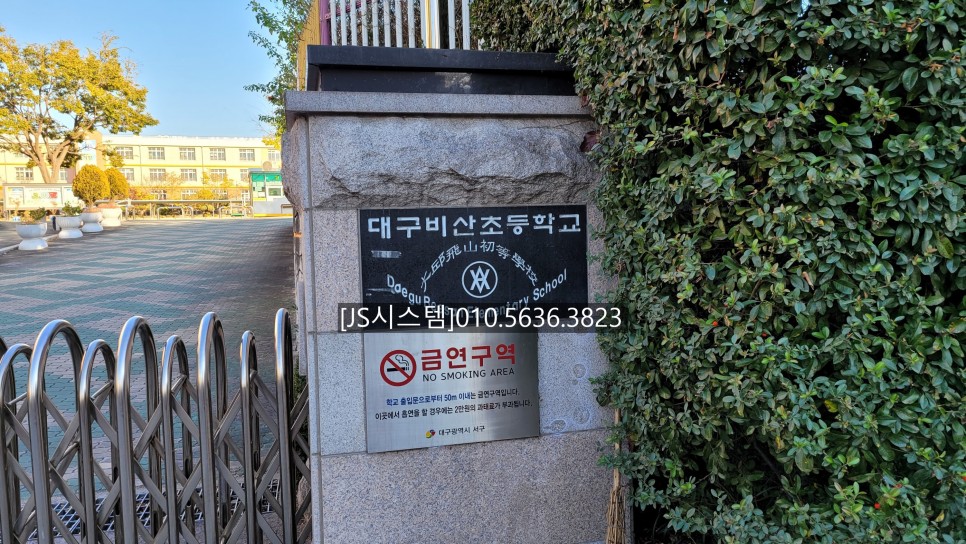 대구비산초등학교
大邱飛山初等學校
Daegu Elementary School
[JS시스템]010.5636.3823
금연구역
NO SMOKING AREA
학교 출입문으로부터 50m 이내는 금연구역입니다.
이곳에서 흡연을 할 경우에는 2만원의 과태료가 부과됩니다.
대구광역시 서구